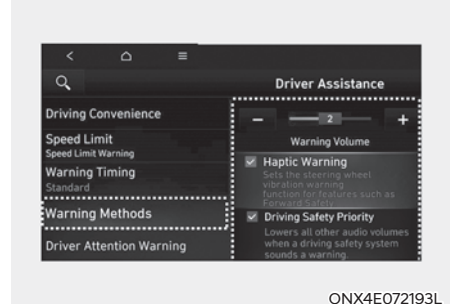 Driver Assistance
Driving Convenience
Speed Limit
Speed Limit Warning
Warning Timing
Standard
Warning Methods
Driver Attention Warning
− 2 +
Warning Volume
Haptic Warning
Sets the steering wheel
vibration warning
function for features such as
Forward Safety
Driving Safety Priority
Lowers all other audio volumes
when a driving safety system
sounds a warning.
ONX4E072193L